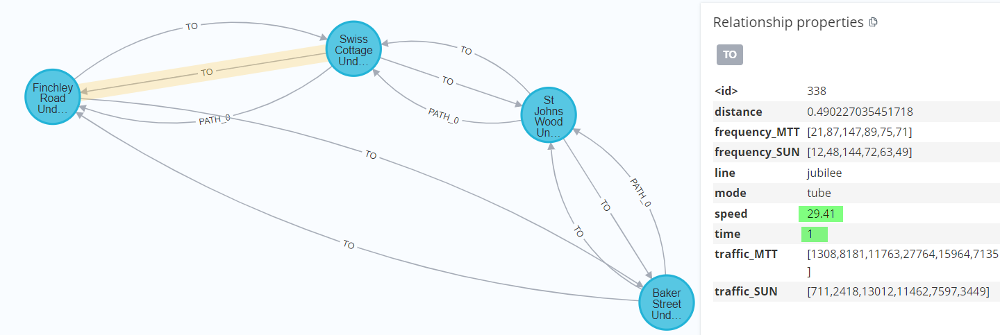 TO
Swiss
Cottage
Und...
TO
TO
Finchley
Road
Und...
TO
St
Johns
Wood
Un...
PATH_0
PATH_0
TO
PATH_0
TO
TO
TO
Baker
Street
Und...
Relationship properties
TO
<id> 338
distance 0.490227035451718
frequency_MTT [21,87,147,89,75,71]
frequency_SUN [12,48,144,72,63,49]
line jubilee
mode tube
speed 29.41
time 1
traffic_MTT [1308,8181,11763,27764,15964,7135
]
traffic_SUN [711,2418,13012,11462,7597,3449]